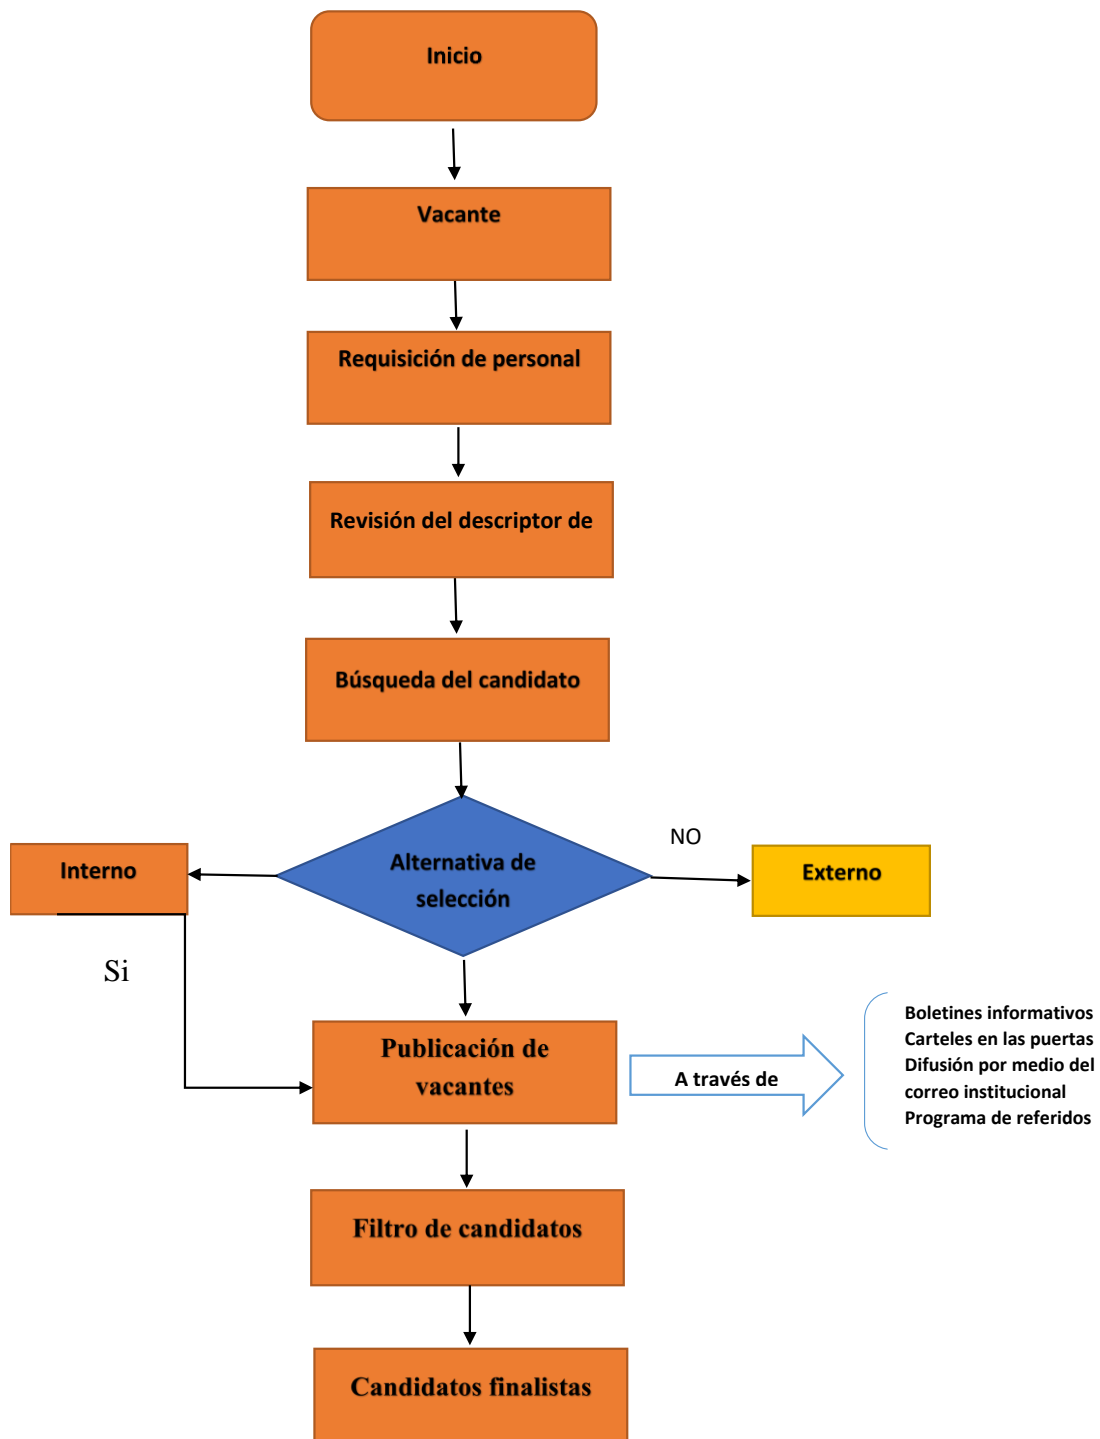 Inicio
Vacante
Requisición de personal
Revisión del descriptor de
Búsqueda del candidato
Alternativa de
selección
NO
Interno
Externo
Si
Publicación de
vacantes
A través de
Boletines informativos
Carteles en las puertas
Difusión por medio del
correo institucional
Programa de referidos
Filtro de candidatos
Candidatos finalistas